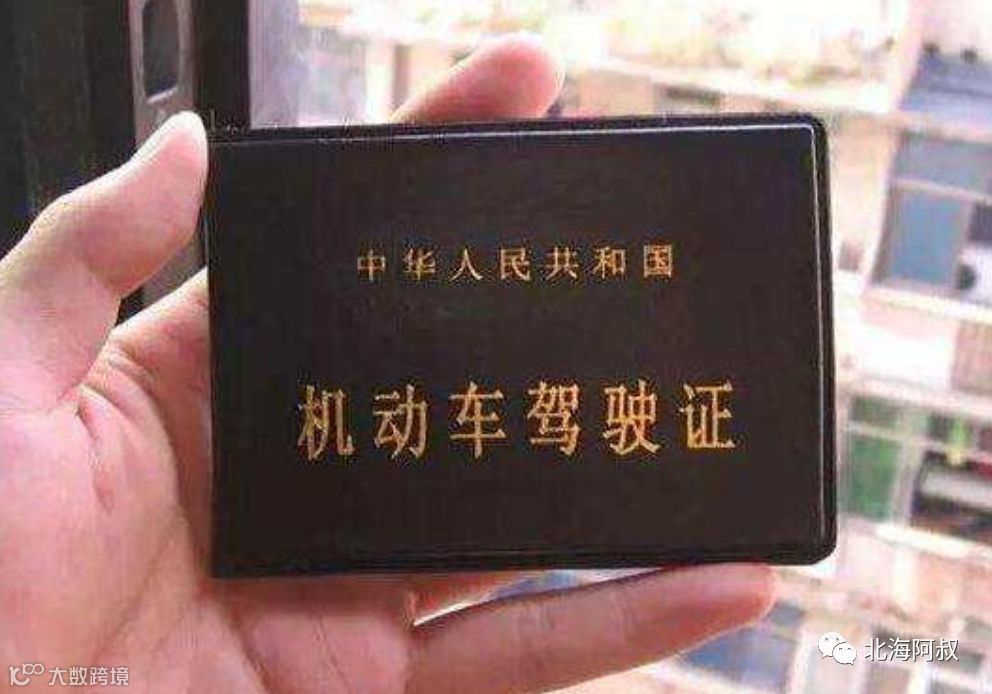 中华人民共和国
机动车驾驶证
北海阿叔
大数跨境